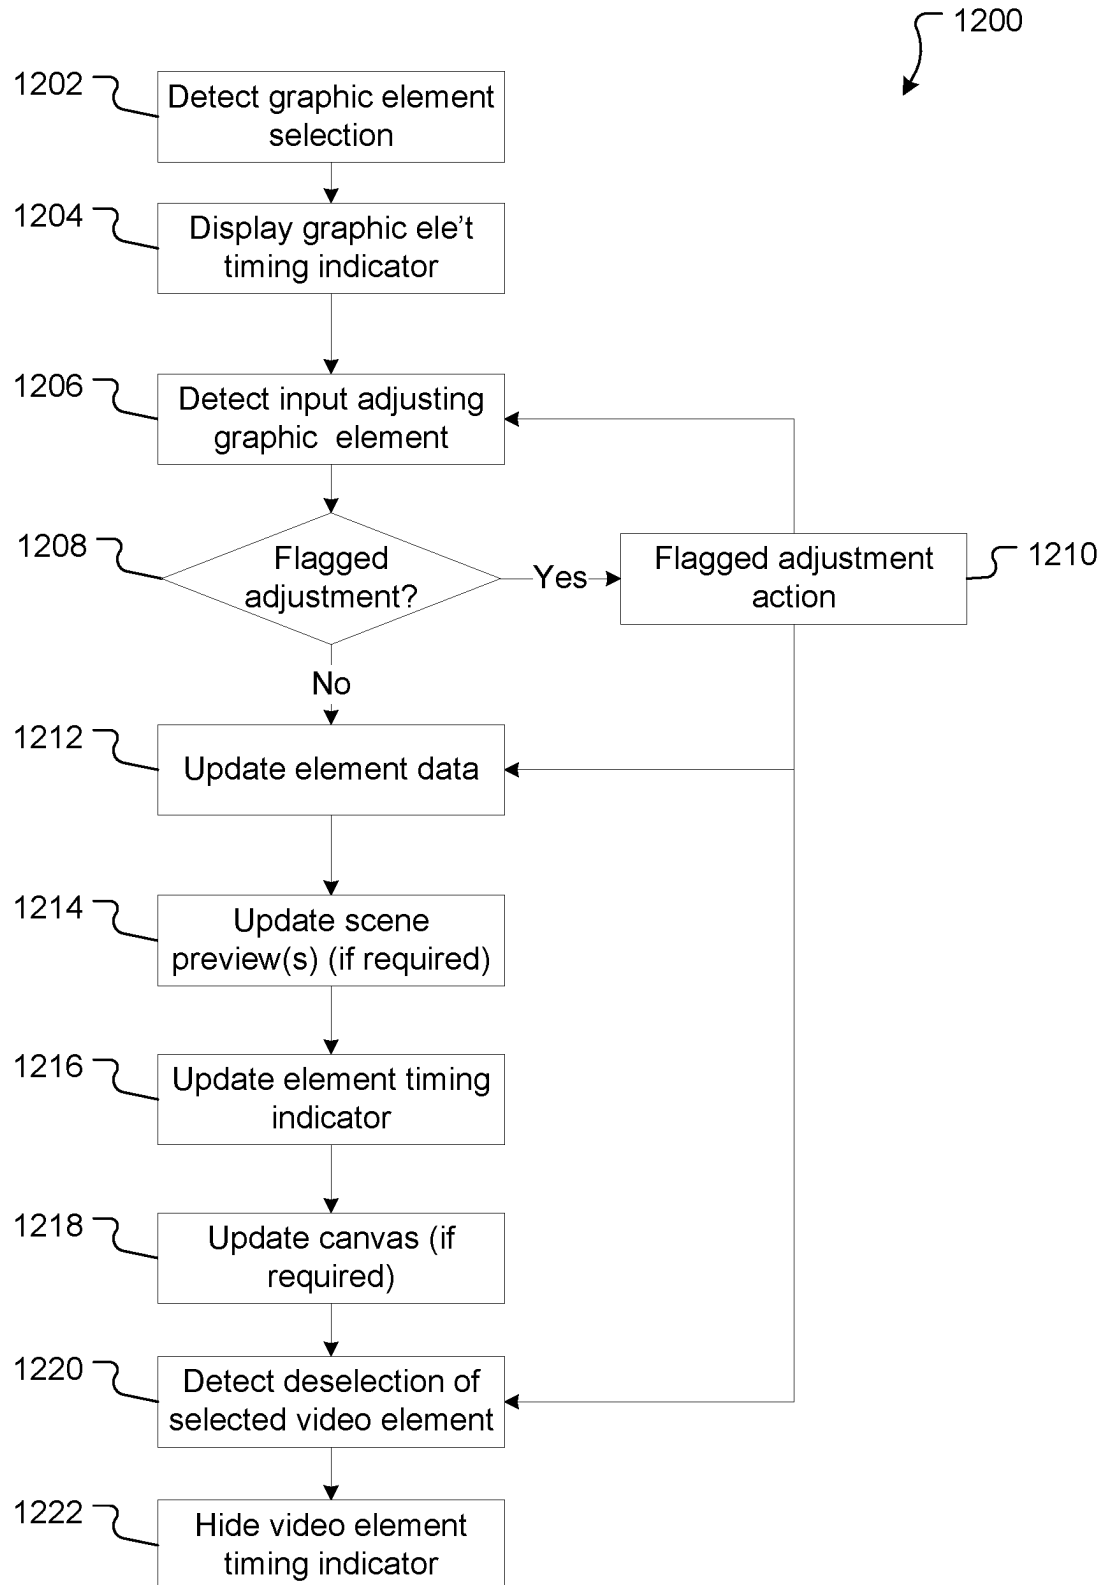 1200
1202
Detect graphic element
selection
1204
Display graphic ele't
timing indicator
1206
Detect input adjusting
graphic element
1208
Flagged
adjustment?
Yes
Flagged adjustment
action
1210
No
1212
Update element data
1214
Update scene
preview(s) (if required)
1216
Update element timing
indicator
1218
Update canvas (if
required)
1220
Detect deselection of
selected video element
1222
Hide video element
timing indicator